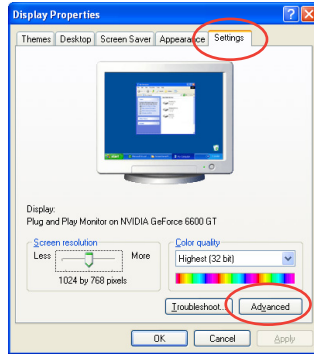 Display Properties
Themes Desktop Screen Saver Appearance Settings
Display:
Plug and Play Monitor on NVIDIA GeForce 6600 GT
Screen resolution
Less More
1024 by 768 pixels
Color quality
Highest (32 bit)
Troubleshoot... Advanced
OK Cancel Apply